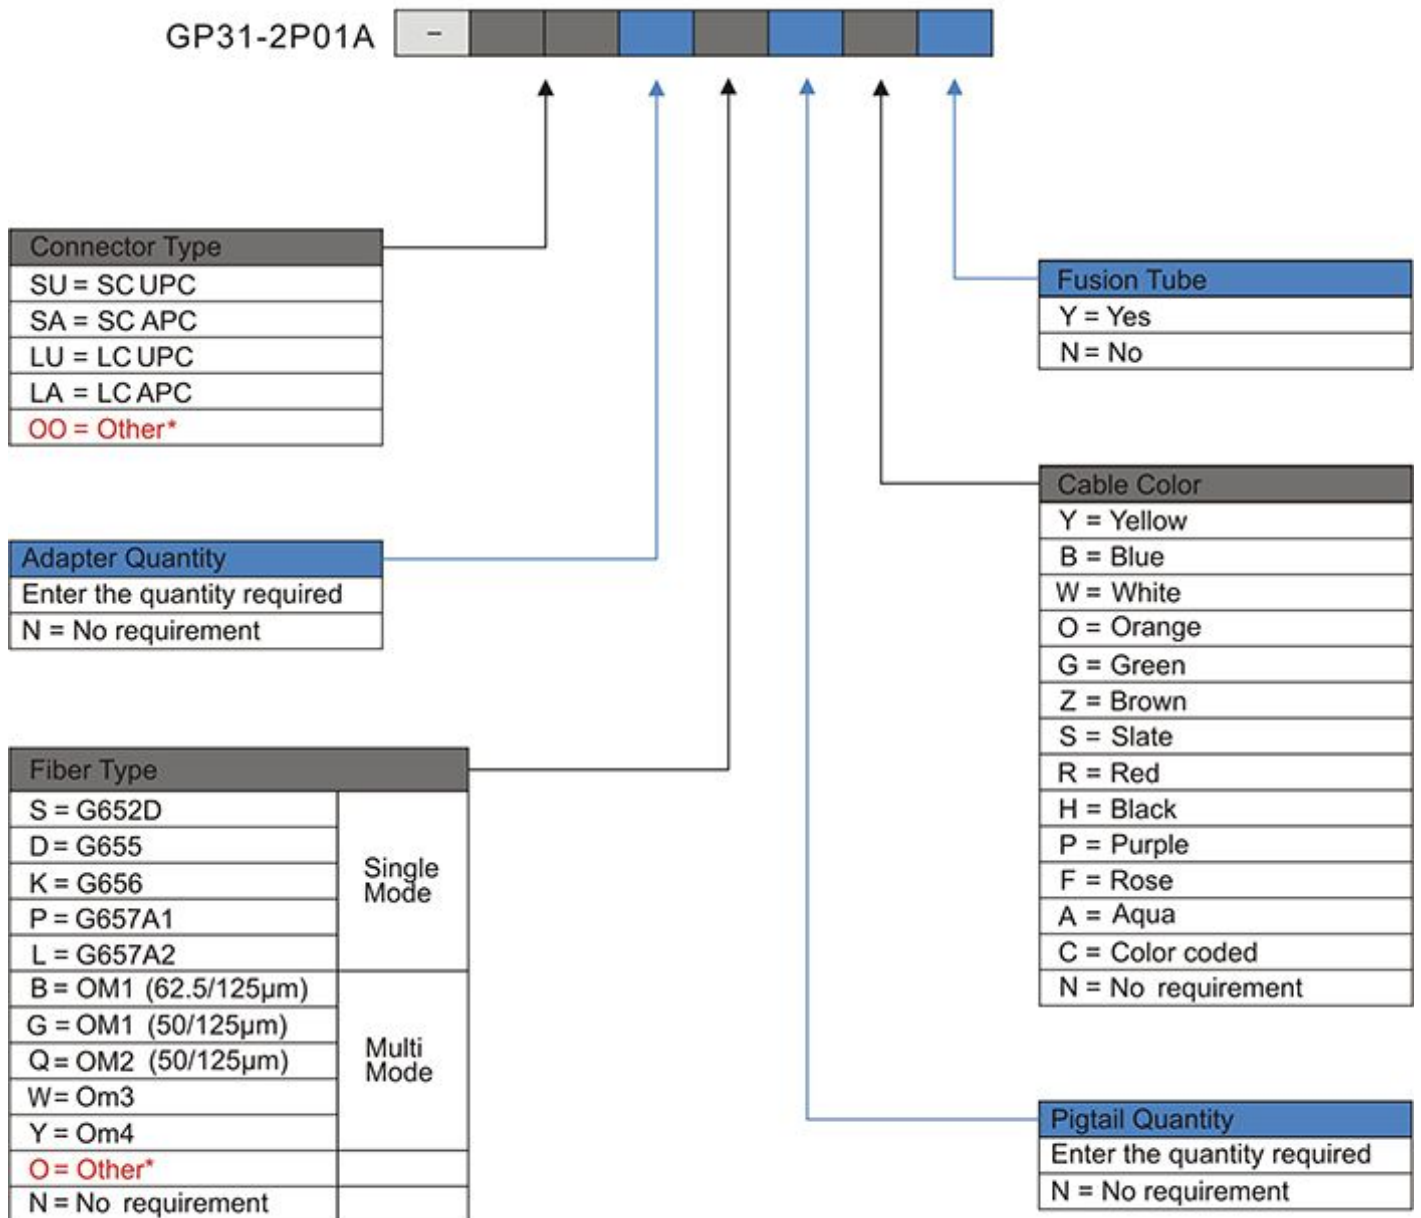 GP31-2P01A -
Connector Type
SU = SC UPC
SA = SC APC
LU = LC UPC
LA = LC APC
OO = Other*
Adapter Quantity
Enter the quantity required
N = No requirement
Fiber Type
S = G652D
D = G655
K = G656
P = G657A1
L = G657A2
Single
Mode
B = OM1 (62.5/125μm)
G = OM1 (50/125μm)
Q = OM2 (50/125μm)
W = Om3
Y = Om4
Multi
Mode
O = Other*
N = No requirement
Fusion Tube
Y = Yes
N = No
Cable Color
Y = Yellow
B = Blue
W = White
O = Orange
G = Green
Z = Brown
S = Slate
R = Red
H = Black
P = Purple
F = Rose
A = Aqua
C = Color coded
N = No requirement
Pigtail Quantity
Enter the quantity required
N = No requirement